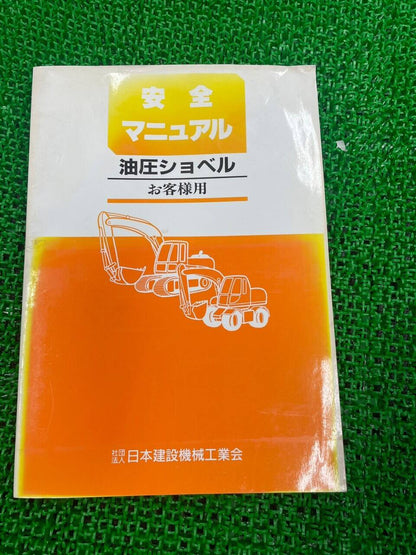 安全
マニュアル
油圧ショベル
お客様用
社団法人 日本建設機械工業会